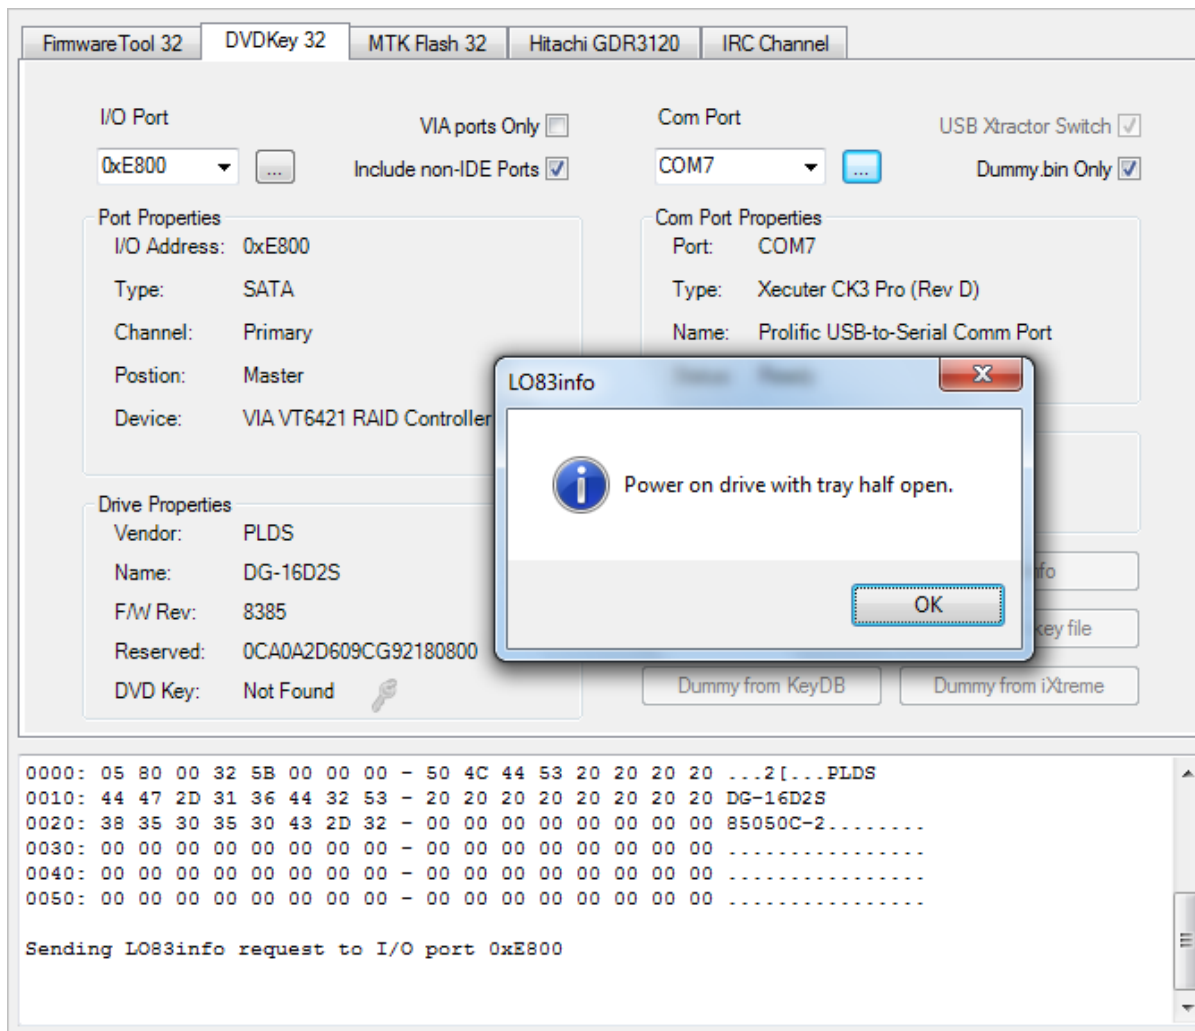 FirmwareTool 32 DVDKey 32 MTK Flash 32 Hitachi GDR3120 IRC Channel
I/O Port VIA ports Only Com Port USB Xtractor Switch
0xE800 ... Include non-IDE Ports COM7 ... Dummy.bin Only
Port Properties
I/O Address: 0xE800
Type: SATA
Channel: Primary
Postion: Master
Device: VIA VT6421 RAID Controller
Com Port Properties
Port: COM7
Type: Xecuter CK3 Pro (Rev D)
Name: Prolific USB-to-Serial Comm Port
Status: Ready
LO83info
Power on drive with tray half open.
OK
Drive Properties
Vendor: PLDS
Name: DG-16D2S
F/W Rev: 8385
Reserved: 0CA0A2D609CG92180800
DVD Key: Not Found
key file
Dummy from KeyDB Dummy from iXtreme
0000: 05 80 00 32 5B 00 00 00 - 50 4C 44 53 20 20 20 20 ...2[...PLDS
0010: 44 47 2D 31 36 44 32 53 - 20 20 20 20 20 20 20 20 DG-16D2S
0020: 38 35 30 35 30 43 2D 32 - 00 00 00 00 00 00 00 00 85050C-2........
0030: 00 00 00 00 00 00 00 00 - 00 00 00 00 00 00 00 00 ................
0040: 00 00 00 00 00 00 00 00 - 00 00 00 00 00 00 00 00 ................
0050: 00 00 00 00 00 00 00 00 - 00 00 00 00 00 00 00 00 ................
Sending LO83info request to I/O port 0xE800